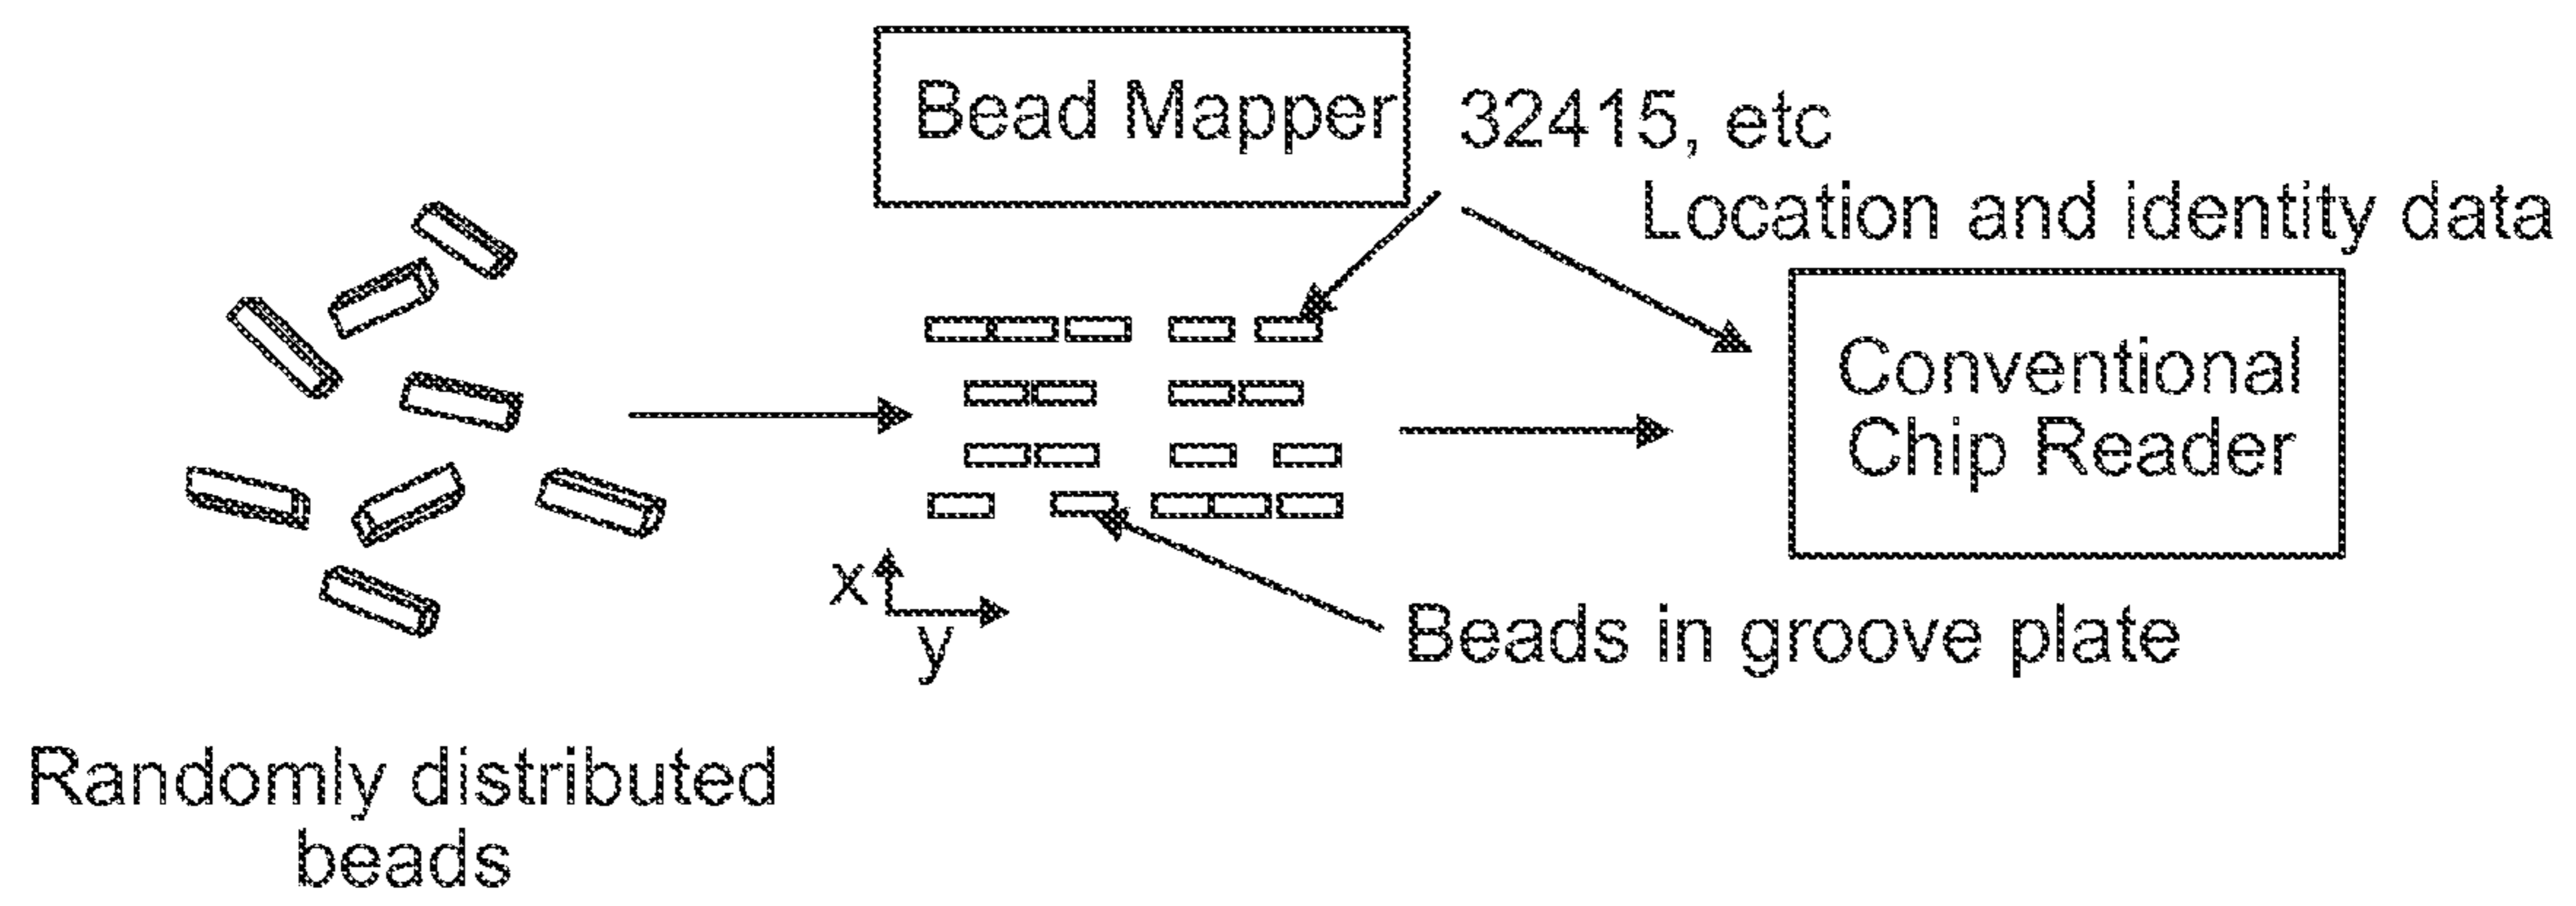 Bead Mapper
32415, etc
Location and identity data
Conventional
Chip Reader
x
y
Beads in groove plate
Randomly distributed
beads